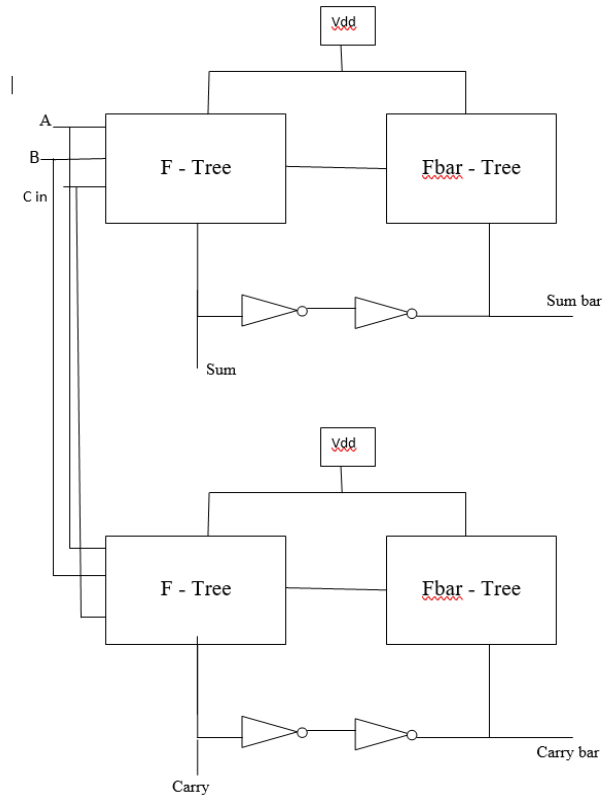 Vdd
A
F - Tree
Fbar - Tree
B
C in
Sum bar
Sum
Vdd
F - Tree
Fbar - Tree
Carry bar
Carry